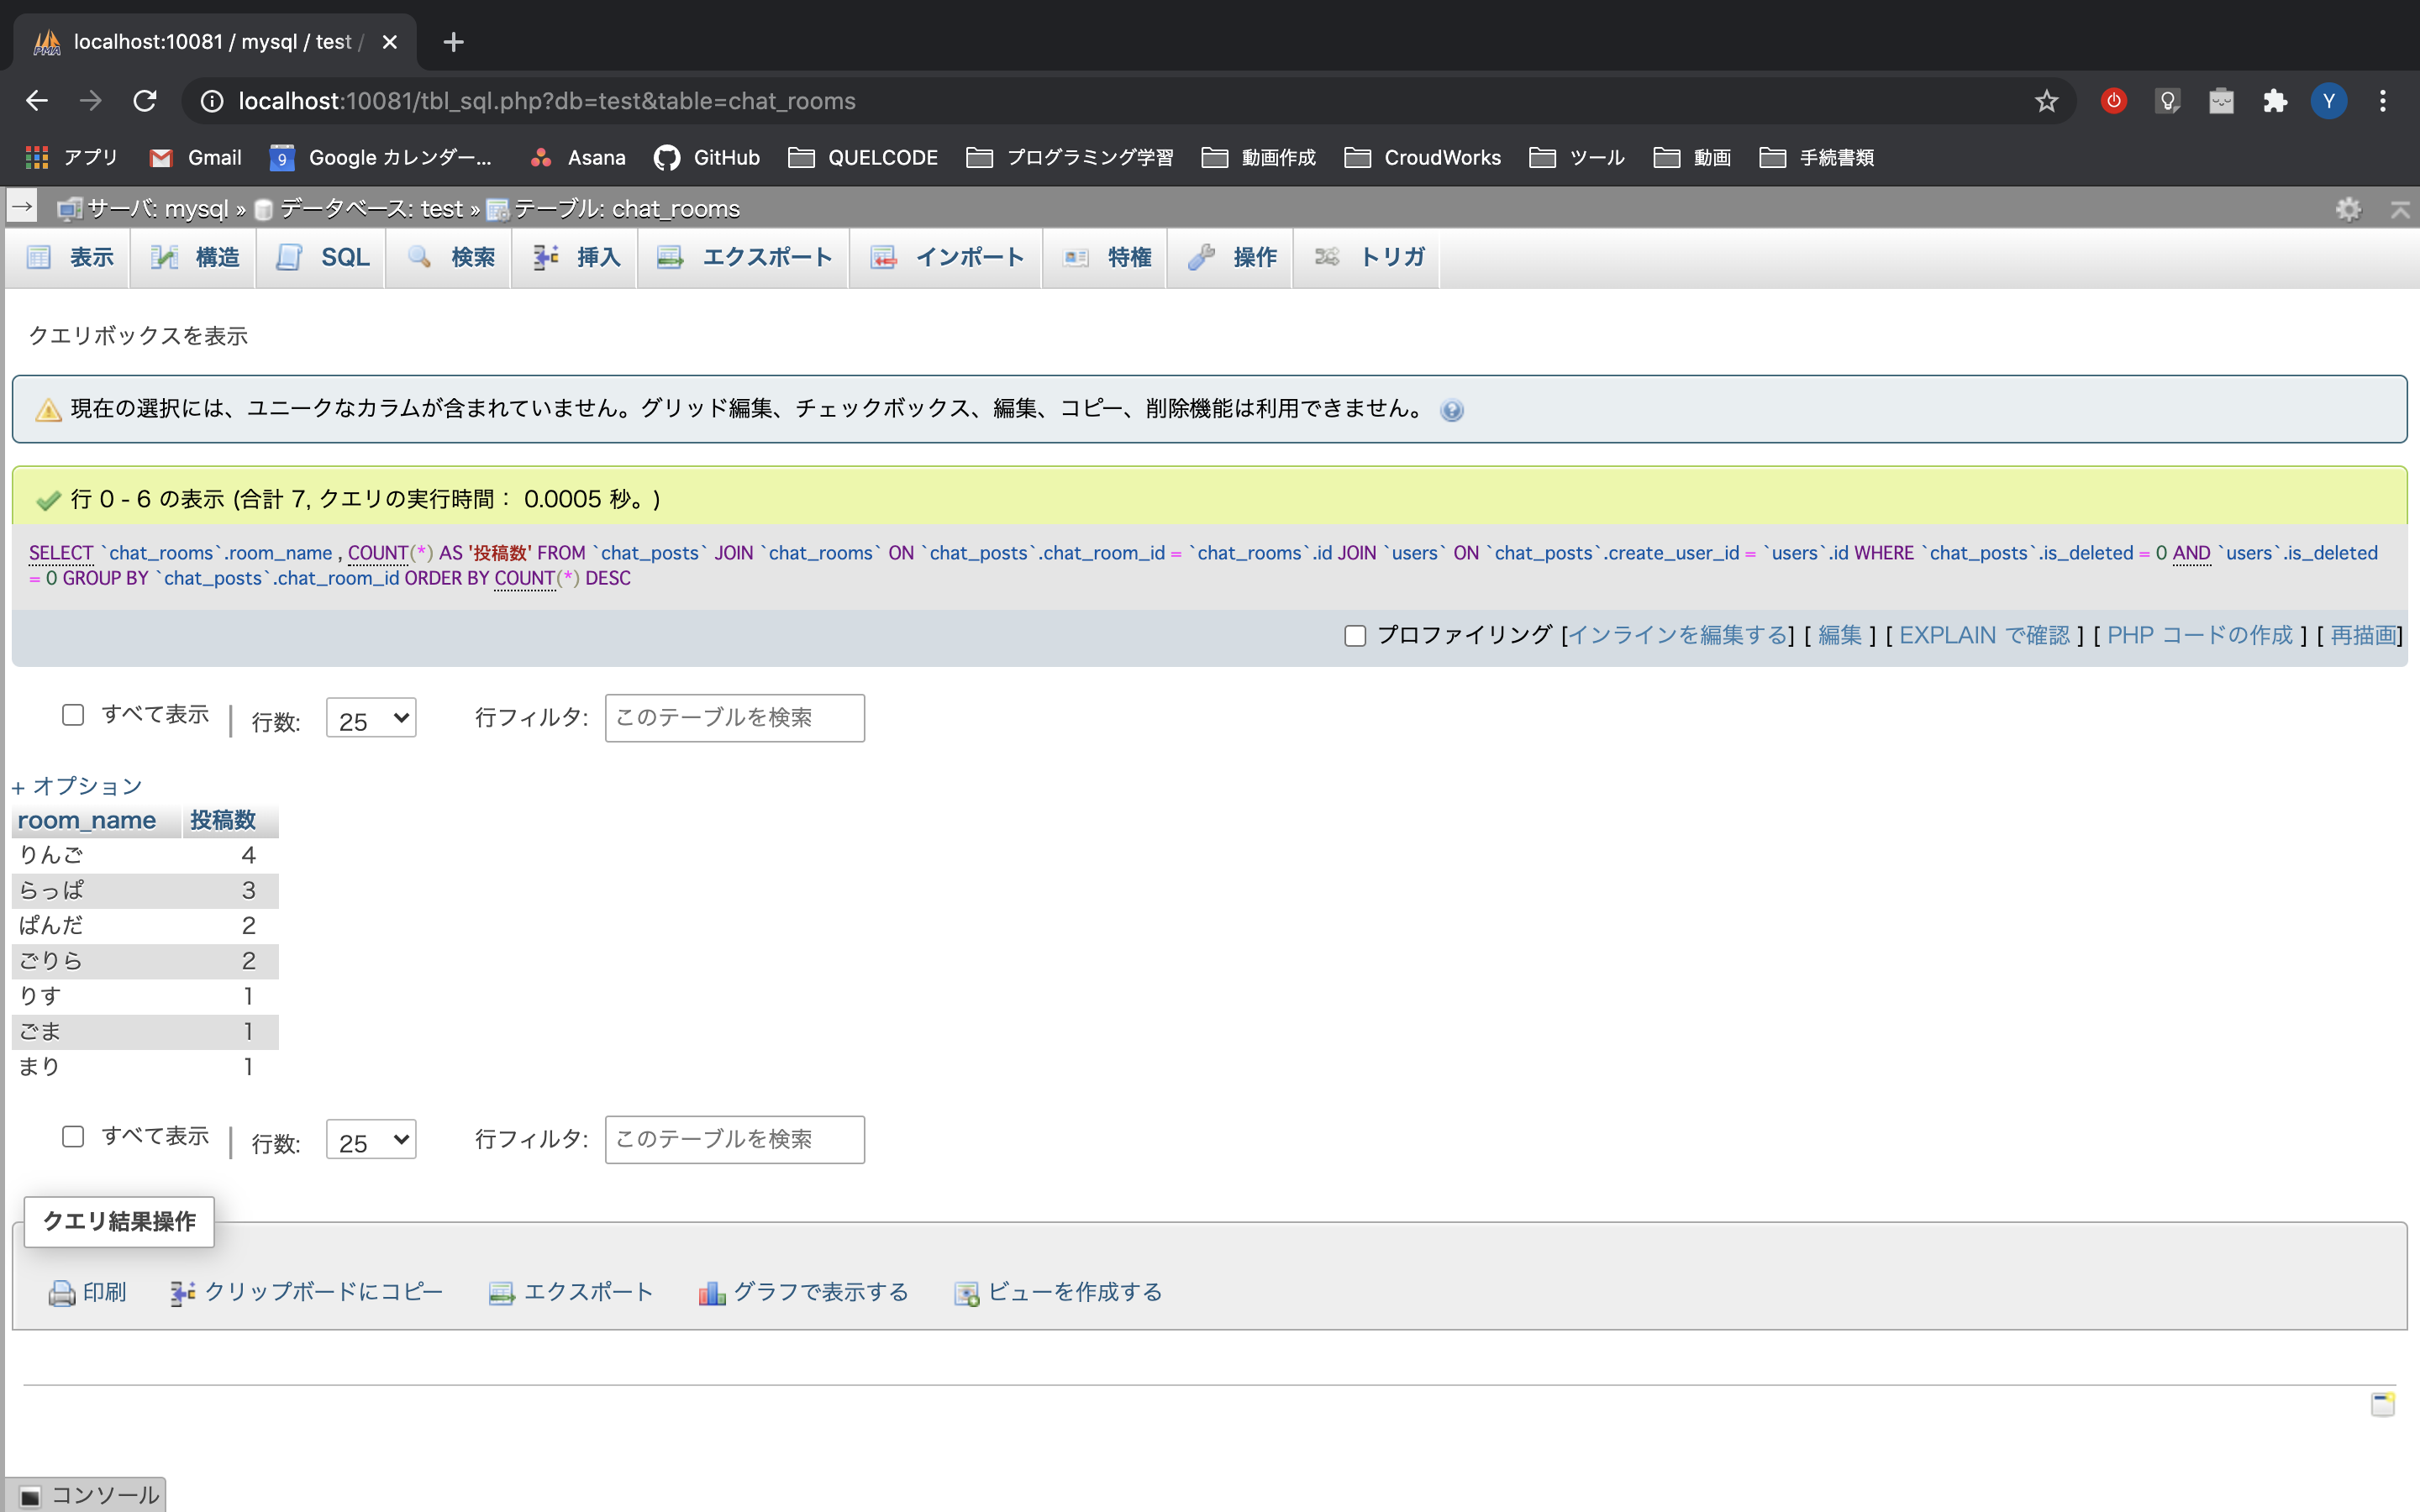 localhost:10081 / mysql / test /
localhost:10081/tbl_sql.php?db=test&table=chat_rooms
Y
アプリ Gmail 9 Google カレンダー... Asana GitHub QUELCODE プログラミング学習 動画作成 CroudWorks ツール 動画 手続書類
サーバ: mysql » データベース: test » テーブル: chat_rooms
表示 構造 SQL 検索 挿入 エクスポート インポート 特権 操作 トリガ
クエリボックスを表示
現在の選択には、ユニークなカラムが含まれていません。グリッド編集、チェックボックス、編集、コピー、削除機能は利用できません。
行 0 - 6 の表示 (合計 7, クエリの実行時間： 0.0005 秒。)
SELECT `chat_rooms`.room_name , COUNT(*) AS '投稿数' FROM `chat_posts` JOIN `chat_rooms` ON `chat_posts`.chat_room_id = `chat_rooms`.id JOIN `users` ON `chat_posts`.create_user_id = `users`.id WHERE `chat_posts`.is_deleted = 0 AND `users`.is_deleted
= 0 GROUP BY `chat_posts`.chat_room_id ORDER BY COUNT(*) DESC
プロファイリング [インラインを編集する] [ 編集 ] [ EXPLAIN で確認 ] [ PHP コードの作成 ] [ 再描画]
すべて表示 | 行数: 25 行フィルタ: このテーブルを検索
+ オプション
room_name 投稿数
りんご 4
らっぱ 3
ぱんだ 2
ごりら 2
りす 1
ごま 1
まり 1
すべて表示 | 行数: 25 行フィルタ: このテーブルを検索
クエリ結果操作
印刷 クリップボードにコピー エクスポート グラフで表示する ビューを作成する
コンソール